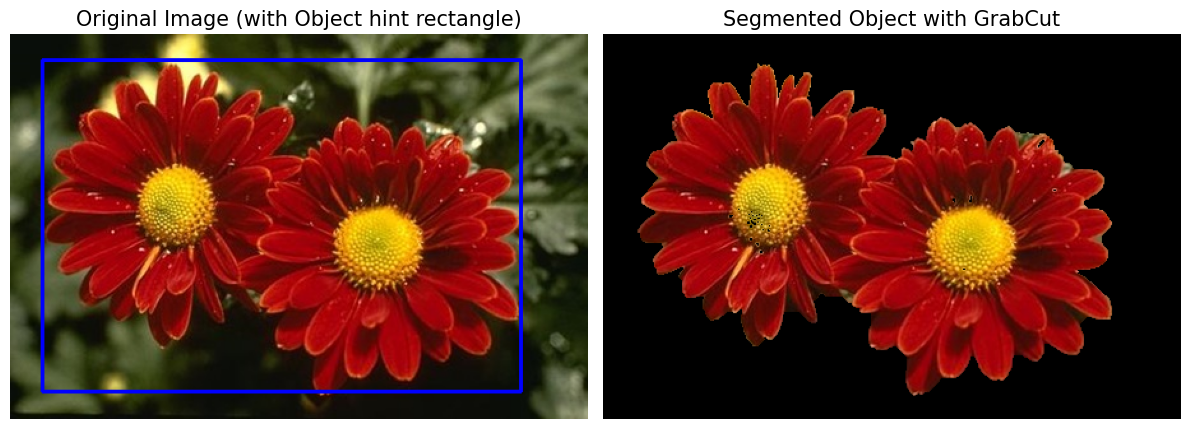 Original Image (with Object hint rectangle)
Segmented Object with GrabCut